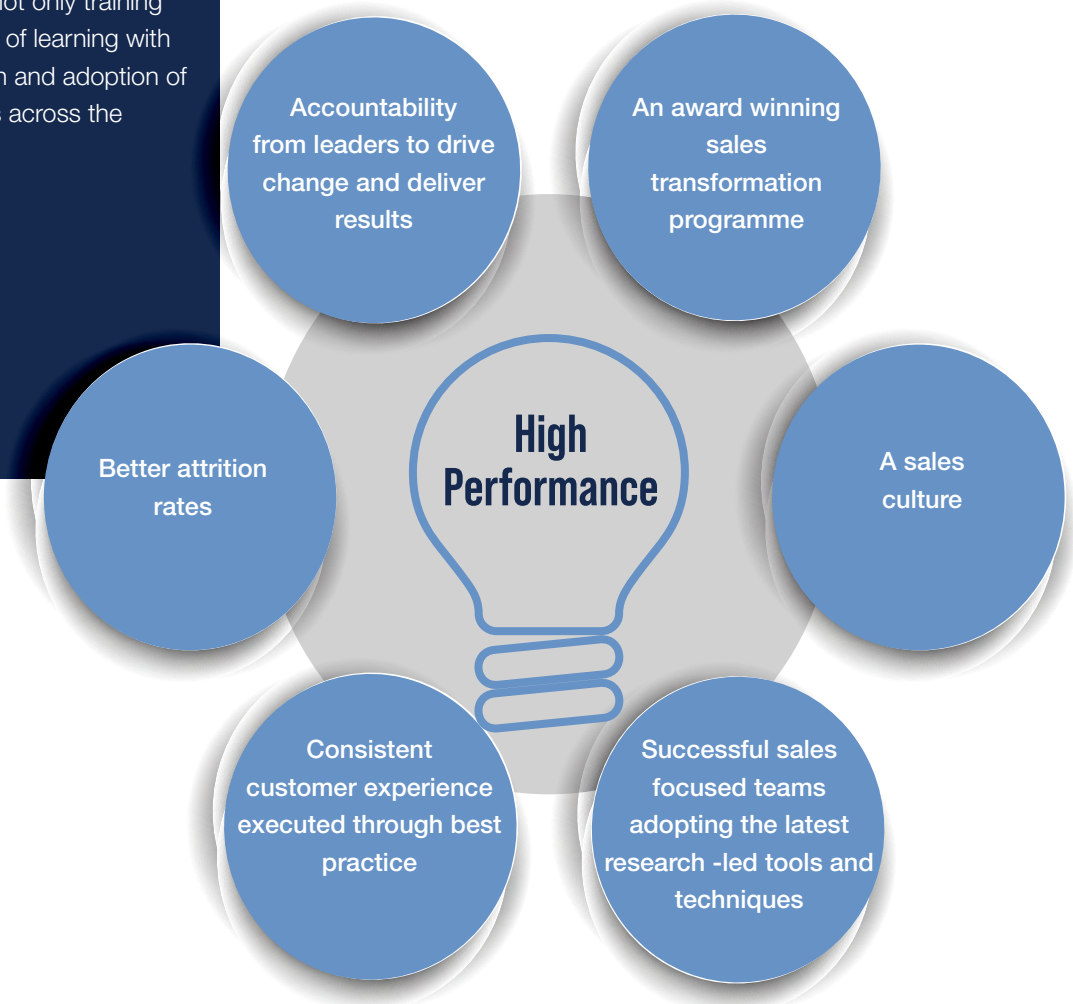 not only training
of learning with
and adoption of
across the
Accountability
from leaders to drive
change and deliver
results
An award winning
sales
transformation
programme
Better attrition
rates
High
Performance
A sales
culture
Consistent
customer experience
executed through best
practice
Successful sales
focused teams
adopting the latest
research -led tools and
techniques